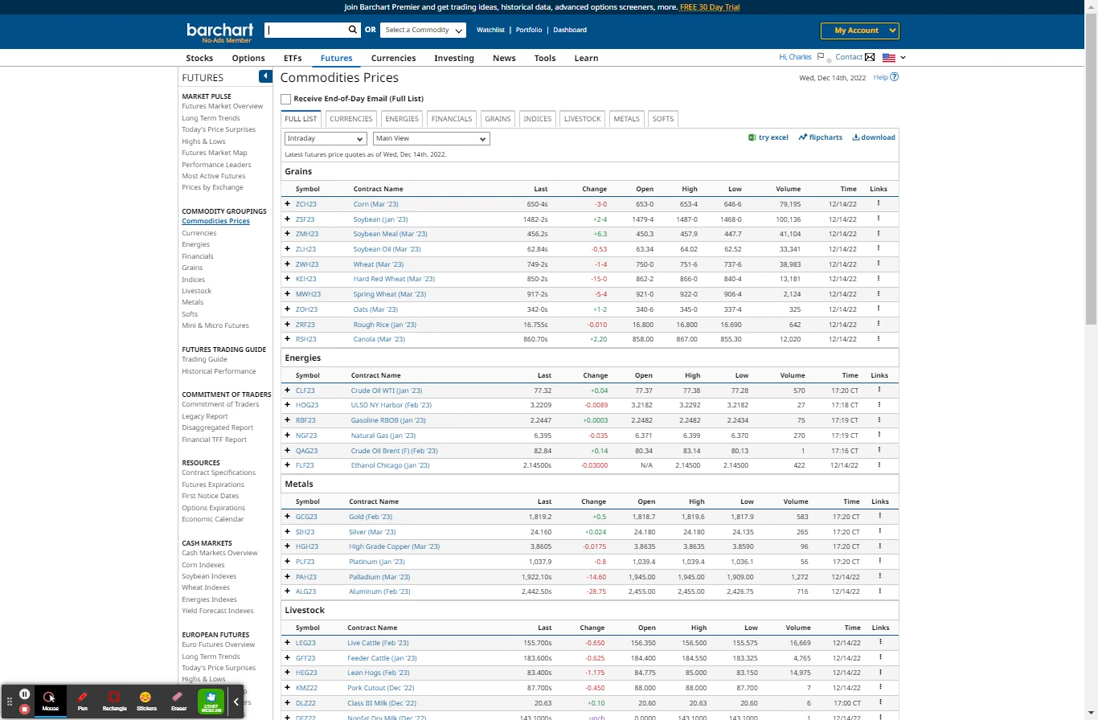 Join Barchart Premier and get trading ideas, historical data, advanced options screeners, more. FREE 30 Day Trial
barchart
No-Ads Member
OR
Select a Commodity
Watchlist | Portfolio | Dashboard
My Account
Stocks Options ETFs Futures Currencies Investing News Tools Learn
Hi, Charles Contact
FUTURES
MARKET PULSE
Futures Market Overview
Long Term Trends
Today's Price Surprises
Highs & Lows
Futures Market Map
Performance Leaders
Most Active Futures
Prices by Exchange
COMMODITY GROUPINGS
Commodities Prices
Currencies
Energies
Financials
Grains
Indices
Livestock
Metals
Softs
Mini & Micro Futures
FUTURES TRADING GUIDE
Trading Guide
Historical Performance
COMMITMENT OF TRADERS
Commitment of Traders
Legacy Report
Disaggregated Report
Financial TFF Report
RESOURCES
Contract Specifications
Futures Expirations
First Notice Dates
Options Expirations
Economic Calendar
CASH MARKETS
Cash Markets Overview
Corn Indexes
Soybean Indexes
Wheat Indexes
Energies Indexes
Yield Forecast Indexes
EUROPEAN FUTURES
Euro Futures Overview
Long Term Trends
Today's Price Surprises
Highs & Lows
Commodities Prices
Wed, Dec 14th, 2022 Help
Receive End-of-Day Email (Full List)
FULL LIST CURRENCIES ENERGIES FINANCIALS GRAINS INDICES LIVESTOCK METALS SOFTS
Intraday Main View
try excel flipcharts download
Latest futures price quotes as of Wed, Dec 14th, 2022.
Grains
Symbol Contract Name Last Change Open High Low Volume Time Links
+ ZCH23 Corn (Mar '23) 650-4s -3-0 653-0 653-4 646-6 79,195 12/14/22
+ ZSF23 Soybean (Jan '23) 1482-2s +2-4 1479-4 1487-0 1468-0 100,136 12/14/22
+ ZMH23 Soybean Meal (Mar '23) 456.2s +6.3 450.3 457.9 447.7 41,104 12/14/22
+ ZLH23 Soybean Oil (Mar '23) 62.84s -0.53 63.34 64.02 62.52 33,341 12/14/22
+ ZWH23 Wheat (Mar '23) 749-2s -1-4 750-0 751-6 737-6 38,983 12/14/22
+ KEH23 Hard Red Wheat (Mar '23) 850-2s -15-0 862-2 866-0 840-4 13,181 12/14/22
+ MWH23 Spring Wheat (Mar '23) 917-2s -5-4 921-0 922-0 906-4 2,124 12/14/22
+ ZOH23 Oats (Mar '23) 342-0s +1-2 340-6 345-0 337-4 325 12/14/22
+ ZRF23 Rough Rice (Jan '23) 16.755s -0.010 16.800 16.800 16.690 642 12/14/22
+ RSH23 Canola (Mar '23) 860.70s +2.20 858.00 867.00 855.30 12,020 12/14/22
Energies
Symbol Contract Name Last Change Open High Low Volume Time Links
+ CLF23 Crude Oil WTI (Jan '23) 77.32 +0.04 77.37 77.38 77.28 570 17:20 CT
+ HOG23 ULSD NY Harbor (Feb '23) 3.2209 -0.0089 3.2182 3.2292 3.2182 27 17:18 CT
+ RBF23 Gasoline RBOB (Jan '23) 2.2447 +0.0003 2.2482 2.2482 2.2434 75 17:19 CT
+ NGF23 Natural Gas (Jan '23) 6.395 -0.035 6.371 6.399 6.370 270 17:19 CT
+ QAG23 Crude Oil Brent (F) (Feb '23) 82.84 +0.14 80.34 83.14 80.13 1 17:16 CT
+ FLF23 Ethanol Chicago (Jan '23) 2.14500s -0.03000 N/A 2.14500 2.14500 422 12/14/22
Metals
Symbol Contract Name Last Change Open High Low Volume Time Links
+ GCG23 Gold (Feb '23) 1,819.2 +0.5 1,818.7 1,819.6 1,817.9 583 17:20 CT
+ SIH23 Silver (Mar '23) 24.160 +0.024 24.180 24.180 24.135 265 17:20 CT
+ HGH23 High Grade Copper (Mar '23) 3.8605 -0.0175 3.8635 3.8635 3.8590 96 17:20 CT
+ PLF23 Platinum (Jan '23) 1,037.9 -0.8 1,039.4 1,039.4 1,036.1 56 17:20 CT
+ PAH23 Palladium (Mar '23) 1,922.10s -14.60 1,945.00 1,945.00 1,909.00 1,272 12/14/22
+ ALG23 Aluminum (Feb '23) 2,442.50s -28.75 2,455.00 2,455.00 2,426.75 716 12/14/22
Livestock
Symbol Contract Name Last Change Open High Low Volume Time Links
+ LEG23 Live Cattle (Feb '23) 155.700s -0.650 156.350 156.500 155.575 16,669 12/14/22
+ GFF23 Feeder Cattle (Jan '23) 183.600s -0.625 184.400 184.550 183.325 4,765 12/14/22
+ HEG23 Lean Hogs (Feb '23) 83.400s -1.175 84.775 85.000 83.150 14,975 12/14/22
+ KMZ22 Pork Cutout (Dec '22) 87.700s -0.450 88.000 88.000 87.700 7 12/14/22
+ DLZ22 Class III Milk (Dec '22) 20.63 +0.10 20.64 20.64 20.63 6 17:00 CT
Nonfat Dry Milk (Dec '22) 143.1000s unch 0.0000 143.1000 143.1000 12/14/22
Mouse Pen Rectangle Stickers Eraser START WEBCAM